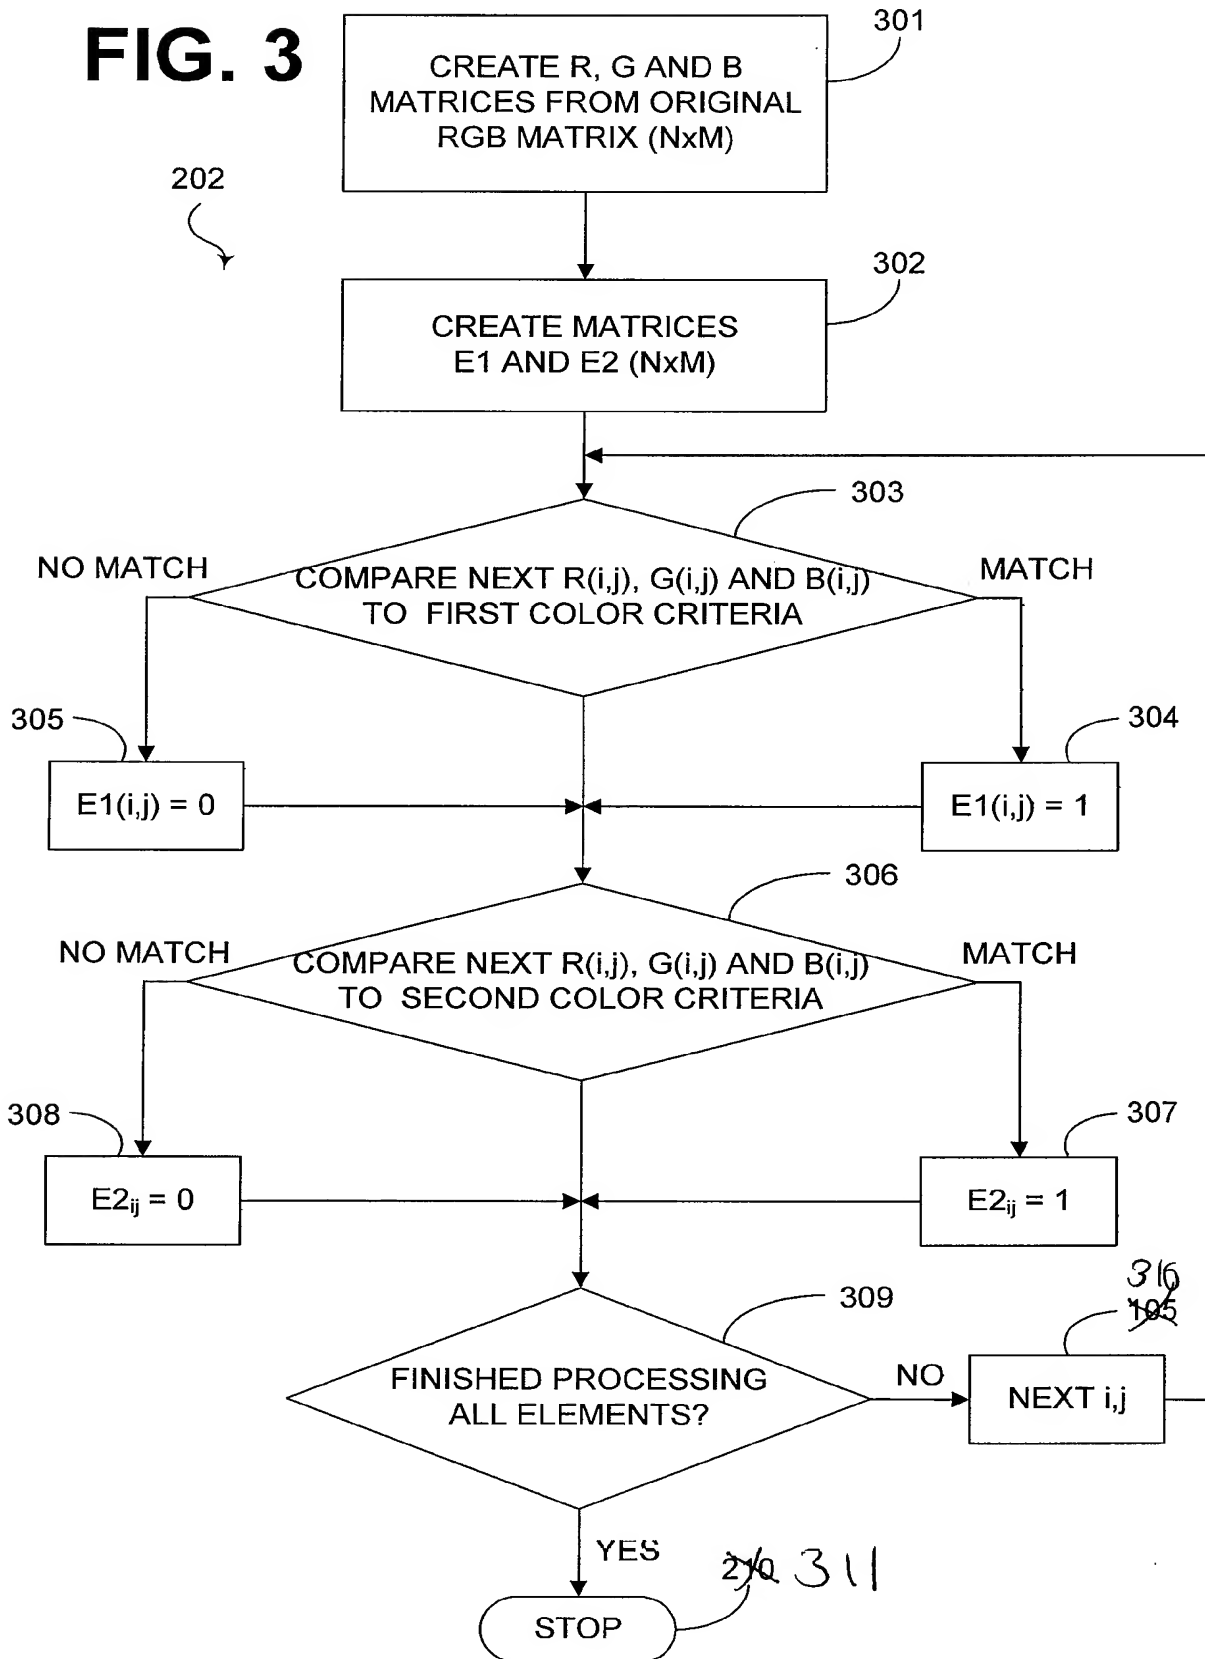 FIG. 3
301
CREATE R, G AND B
MATRICES FROM ORIGINAL
RGB MATRIX (NxM)
202
302
CREATE MATRICES
E1 AND E2 (NxM)
303
NO MATCH
MATCH
COMPARE NEXT R(i,j), G(i,j) AND B(i,j)
TO FIRST COLOR CRITERIA
305
304
E1(i,j) = 0
E1(i,j) = 1
306
NO MATCH
MATCH
COMPARE NEXT R(i,j), G(i,j) AND B(i,j)
TO SECOND COLOR CRITERIA
308
307
E2ij = 0
E2ij = 1
310
105
309
FINISHED PROCESSING
ALL ELEMENTS?
NO
NEXT i,j
YES
210 311
STOP